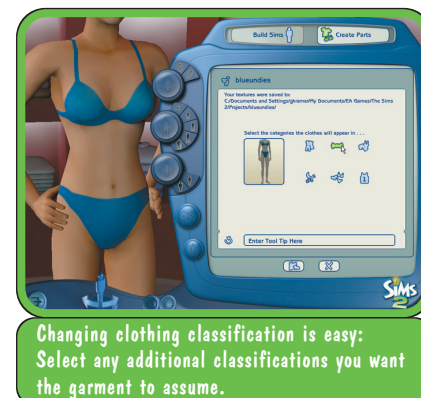 Build Sims
Create Parts
blueundies
Your textures were saved to:
C:/Documents and Settings/gkramer/My Documents/EA Games/The Sims
2/Projects/blueundies/
Select the categories the clothes will appear in . . .
1
Enter Tool Tip Here
SiMs
2
Changing clothing classification is easy:
Select any additional classifications you want
the garment to assume.